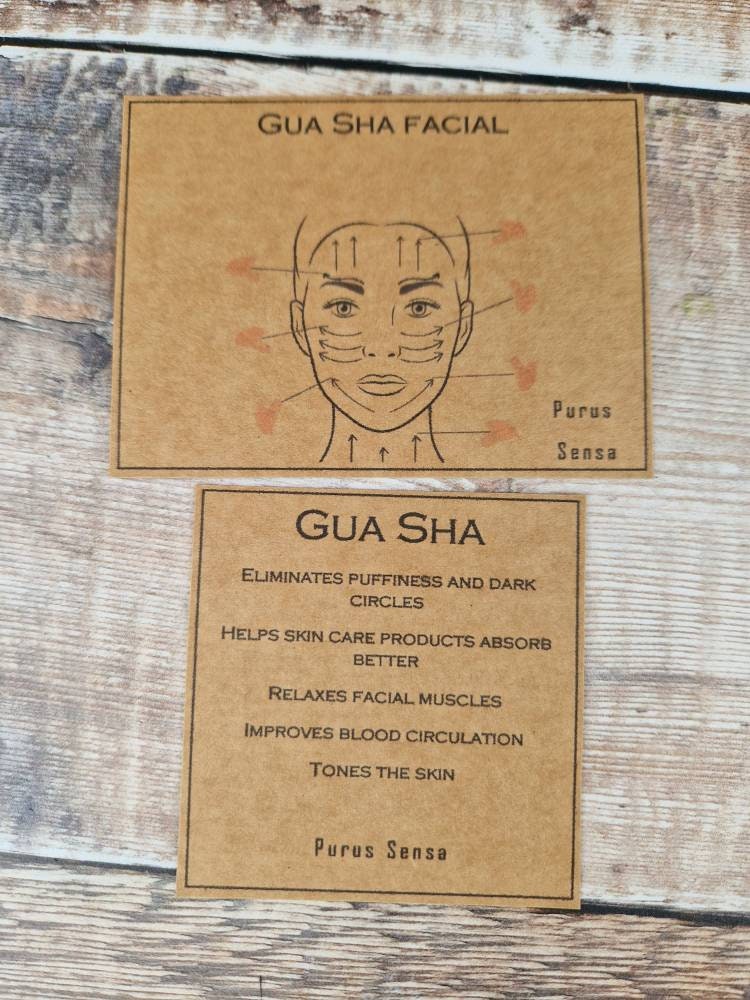 Gua Sha facial
Purus
Sensa
Gua Sha
Eliminates puffiness and dark
circles
Helps skin care products absorb
better
Relaxes facial muscles
Improves blood circulation
Tones the skin
Purus Sensa